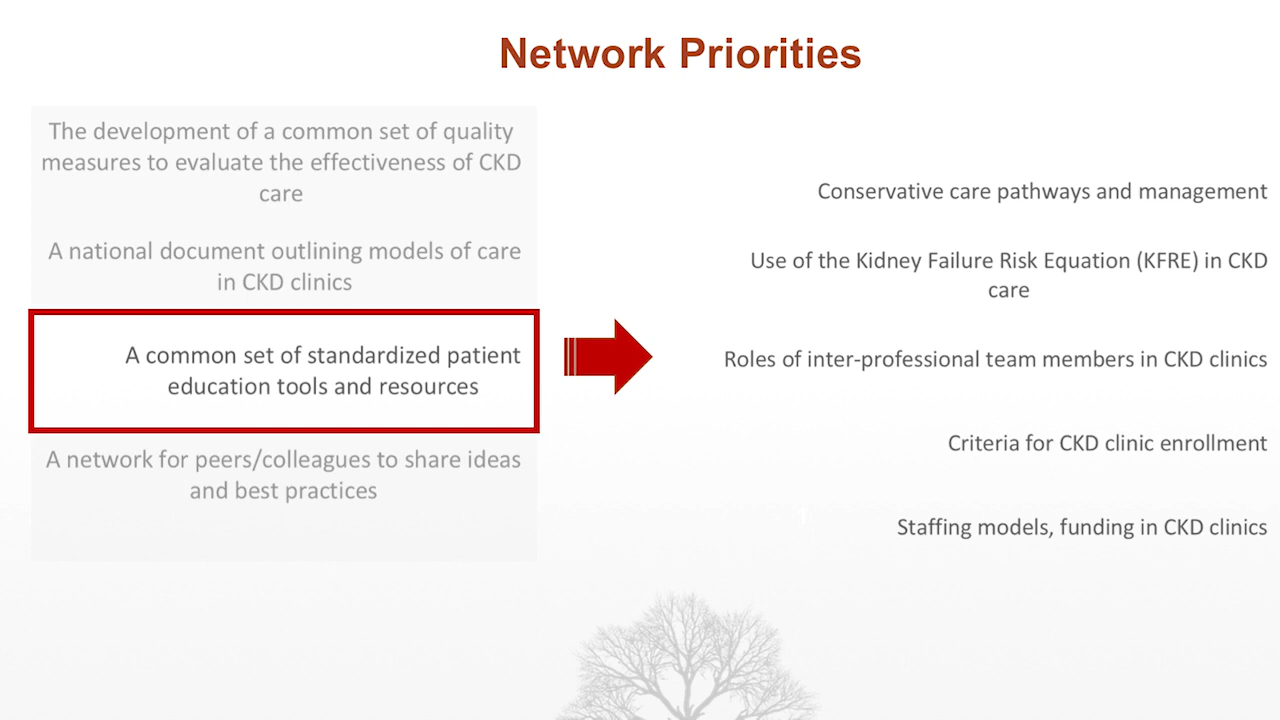 Network Priorities
The development of a common set of quality
measures to evaluate the effectiveness of CKD
care
A national document outlining models of care
in CKD clinics
A common set of standardized patient
education tools and resources
A network for peers/colleagues to share ideas
and best practices
Conservative care pathways and management
Use of the Kidney Failure Risk Equation (KFRE) in CKD
care
Roles of inter-professional team members in CKD clinics
Criteria for CKD clinic enrollment
Staffing models, funding in CKD clinics